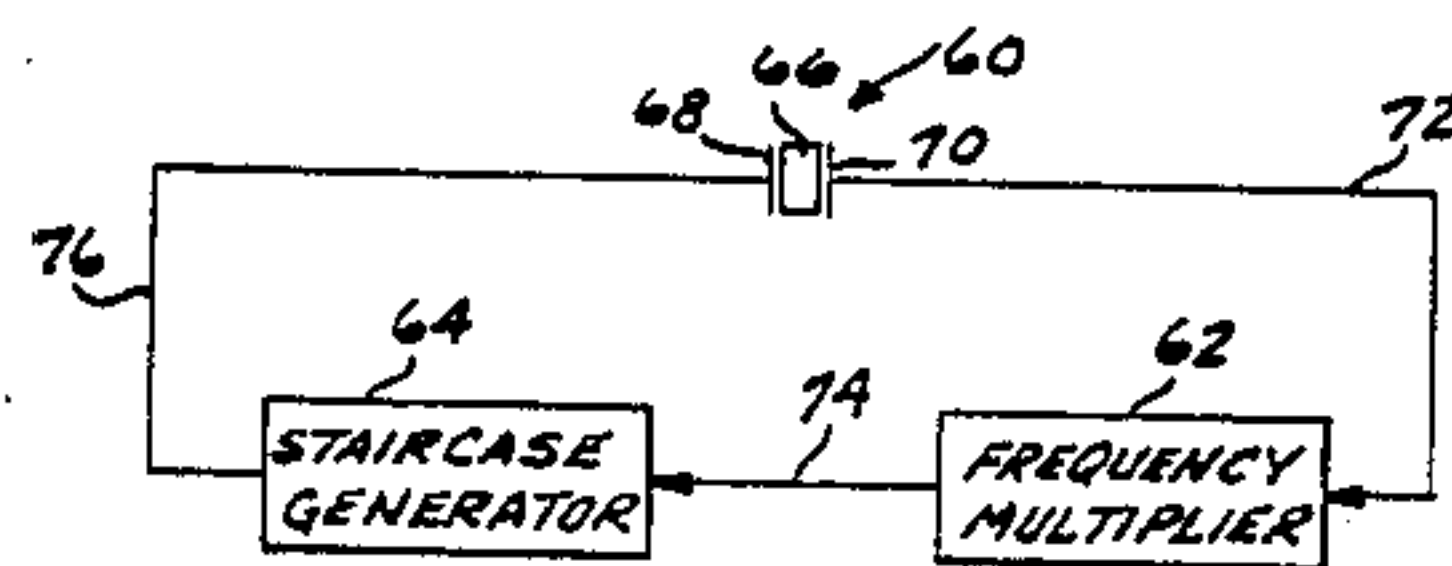 66
60
68
70
72
76
64
62
74
STAIRCASE
GENERATOR
FREQUENCY
MULTIPLIER